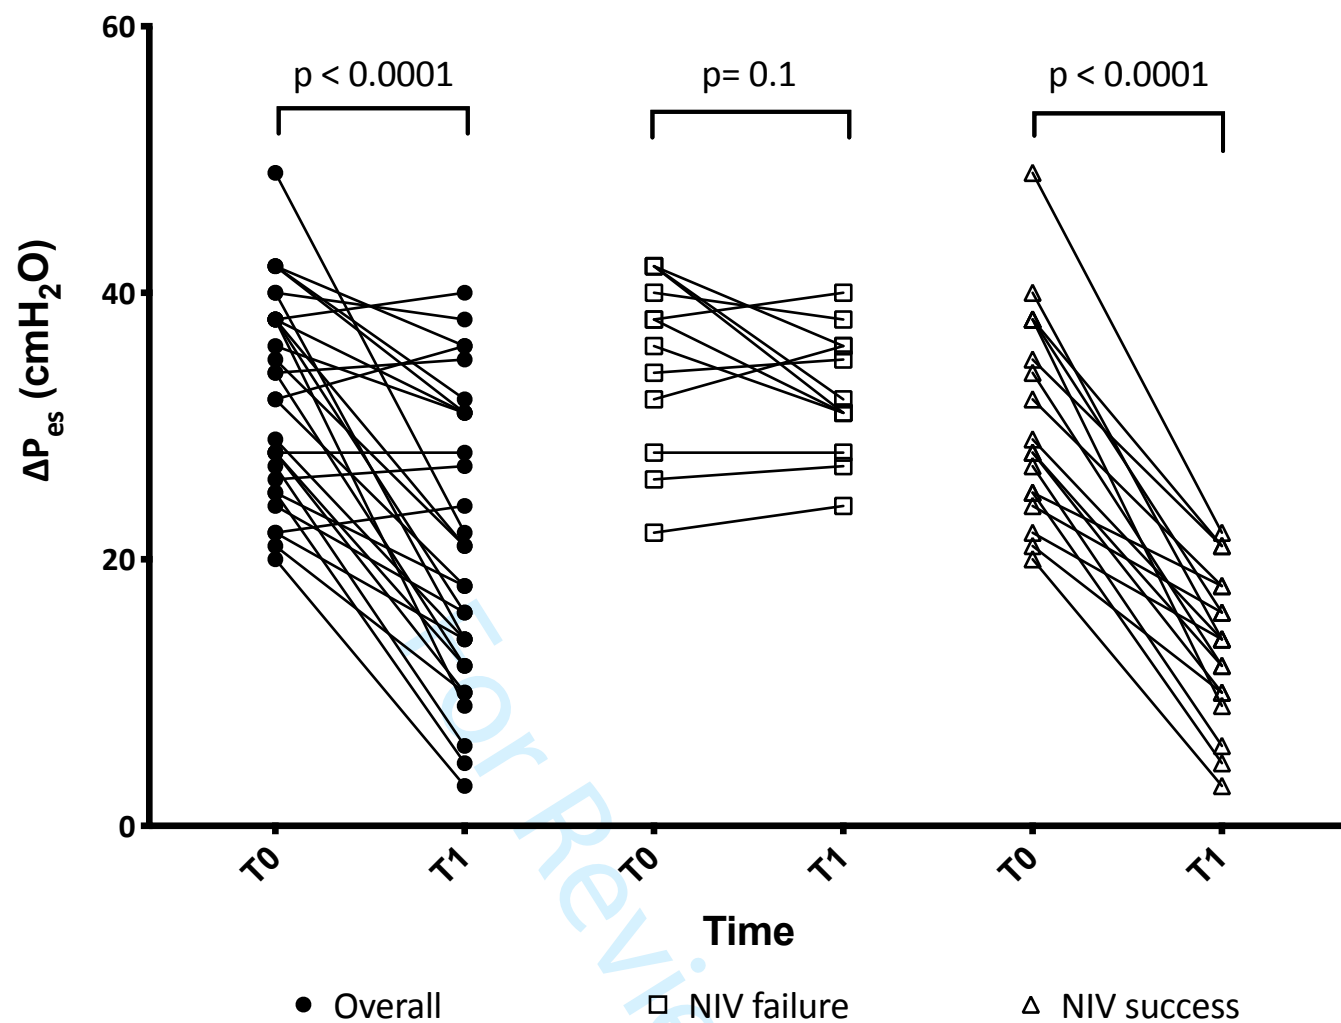 60
p < 0.0001
p= 0.1
p < 0.0001
40
ΔPes (cmH2O)
20
0
T0 T1 T0 T1 T0 T1
Time
Overall NIV failure NIV success
For Review